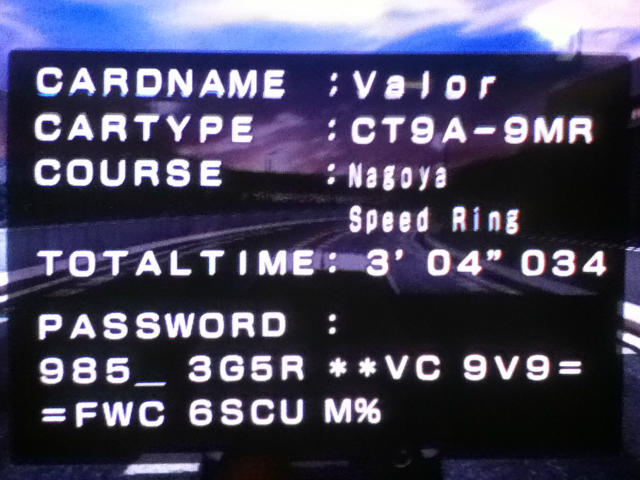 CARDNAME : Valor
CARTYPE : CT9A-9MR
COURSE : Nagoya
Speed Ring
TOTALTIME: 3' 04" 034
PASSWORD :
985_ 3G5R **VC 9V9=
=FWC 6SCU M%